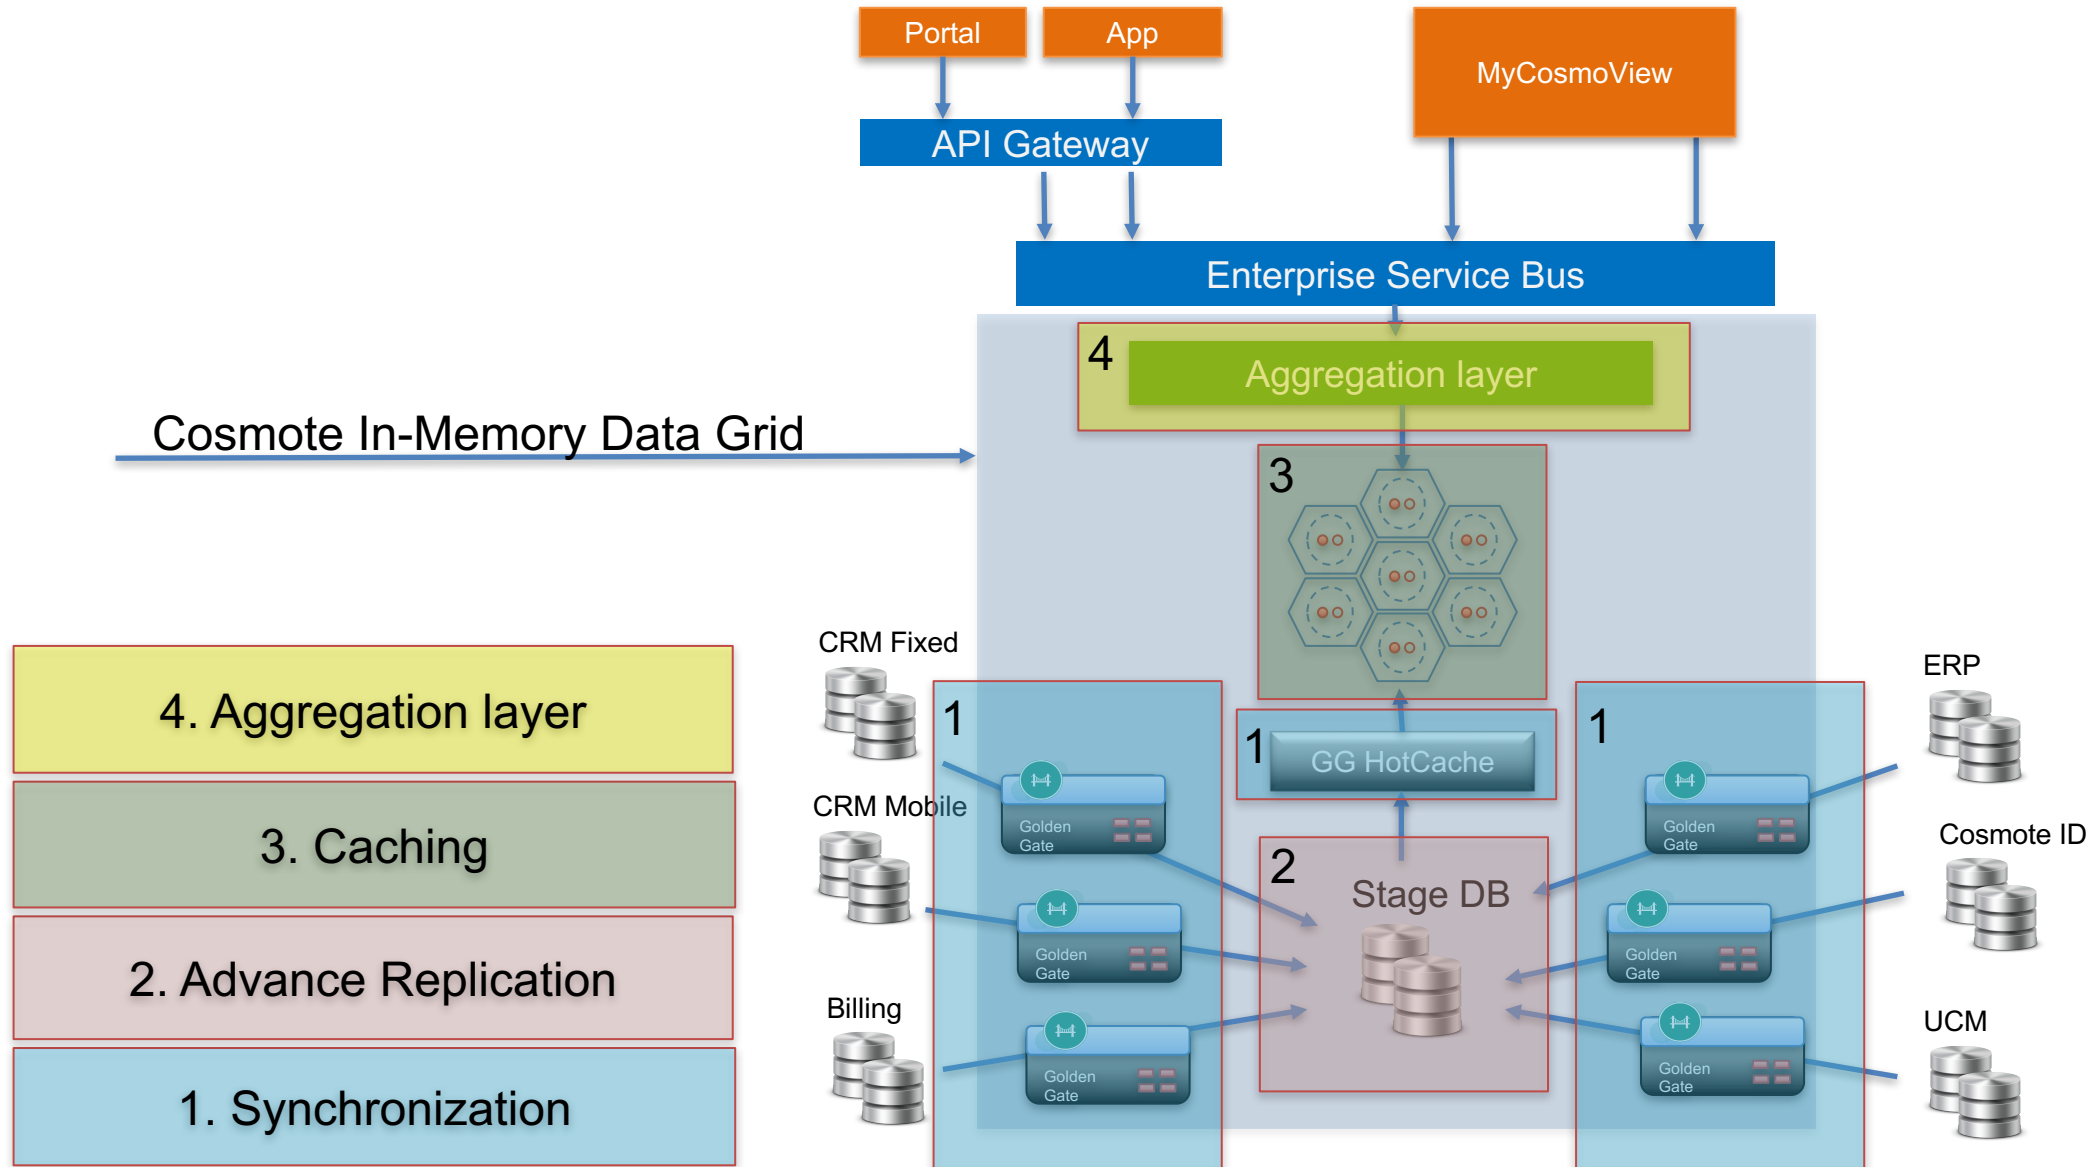 Portal
App
MyCosmoView
API Gateway
Enterprise Service Bus
4
Aggregation layer
Cosmote In-Memory Data Grid
3
CRM Fixed
ERP
4. Aggregation layer
1
1
GG HotCache
1
CRM Mobile
Golden
Gate
Golden
Gate
Cosmote ID
3. Caching
2
Stage DB
Golden
Gate
Golden
Gate
2. Advance Replication
Billing
UCM
Golden
Gate
Golden
Gate
1. Synchronization